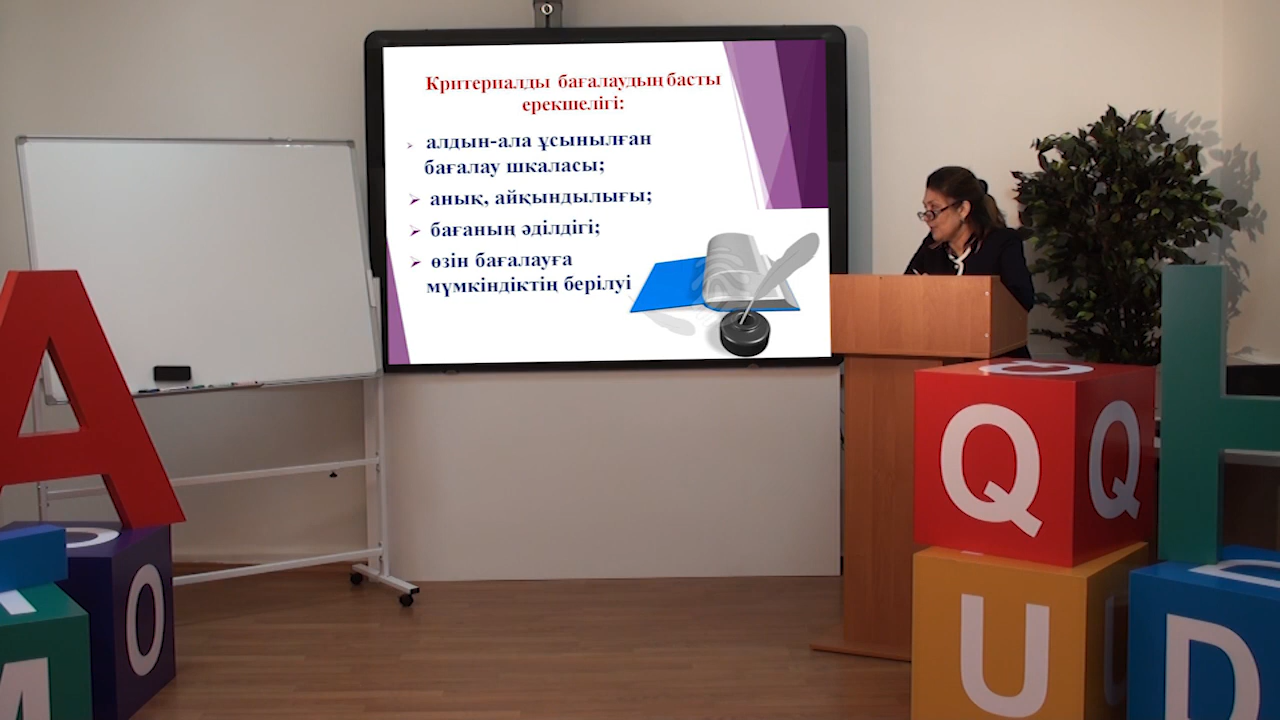 Критериалды бағалаудың басты
ерекшелігі:
алдын-ала ұсынылған
бағалау шкаласы;
анық, айқындылығы;
бағаның әділдігі;
өзін бағалауға
мүмкіндіктің берілуі
A
O
M
Q
Q
U
D